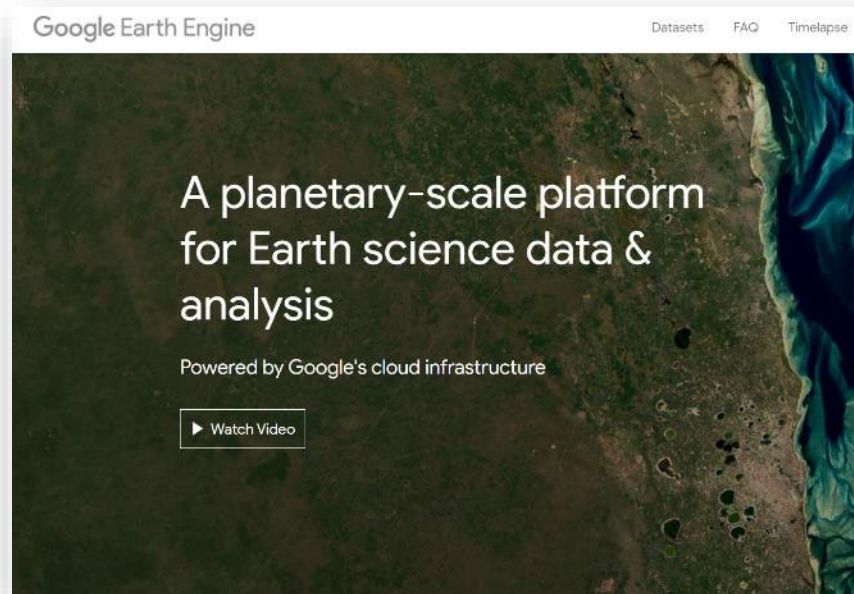 Google Earth Engine
Datasets FAQ Timelapse
A planetary-scale platform
for Earth science data &
analysis
Powered by Google's cloud infrastructure
Watch Video